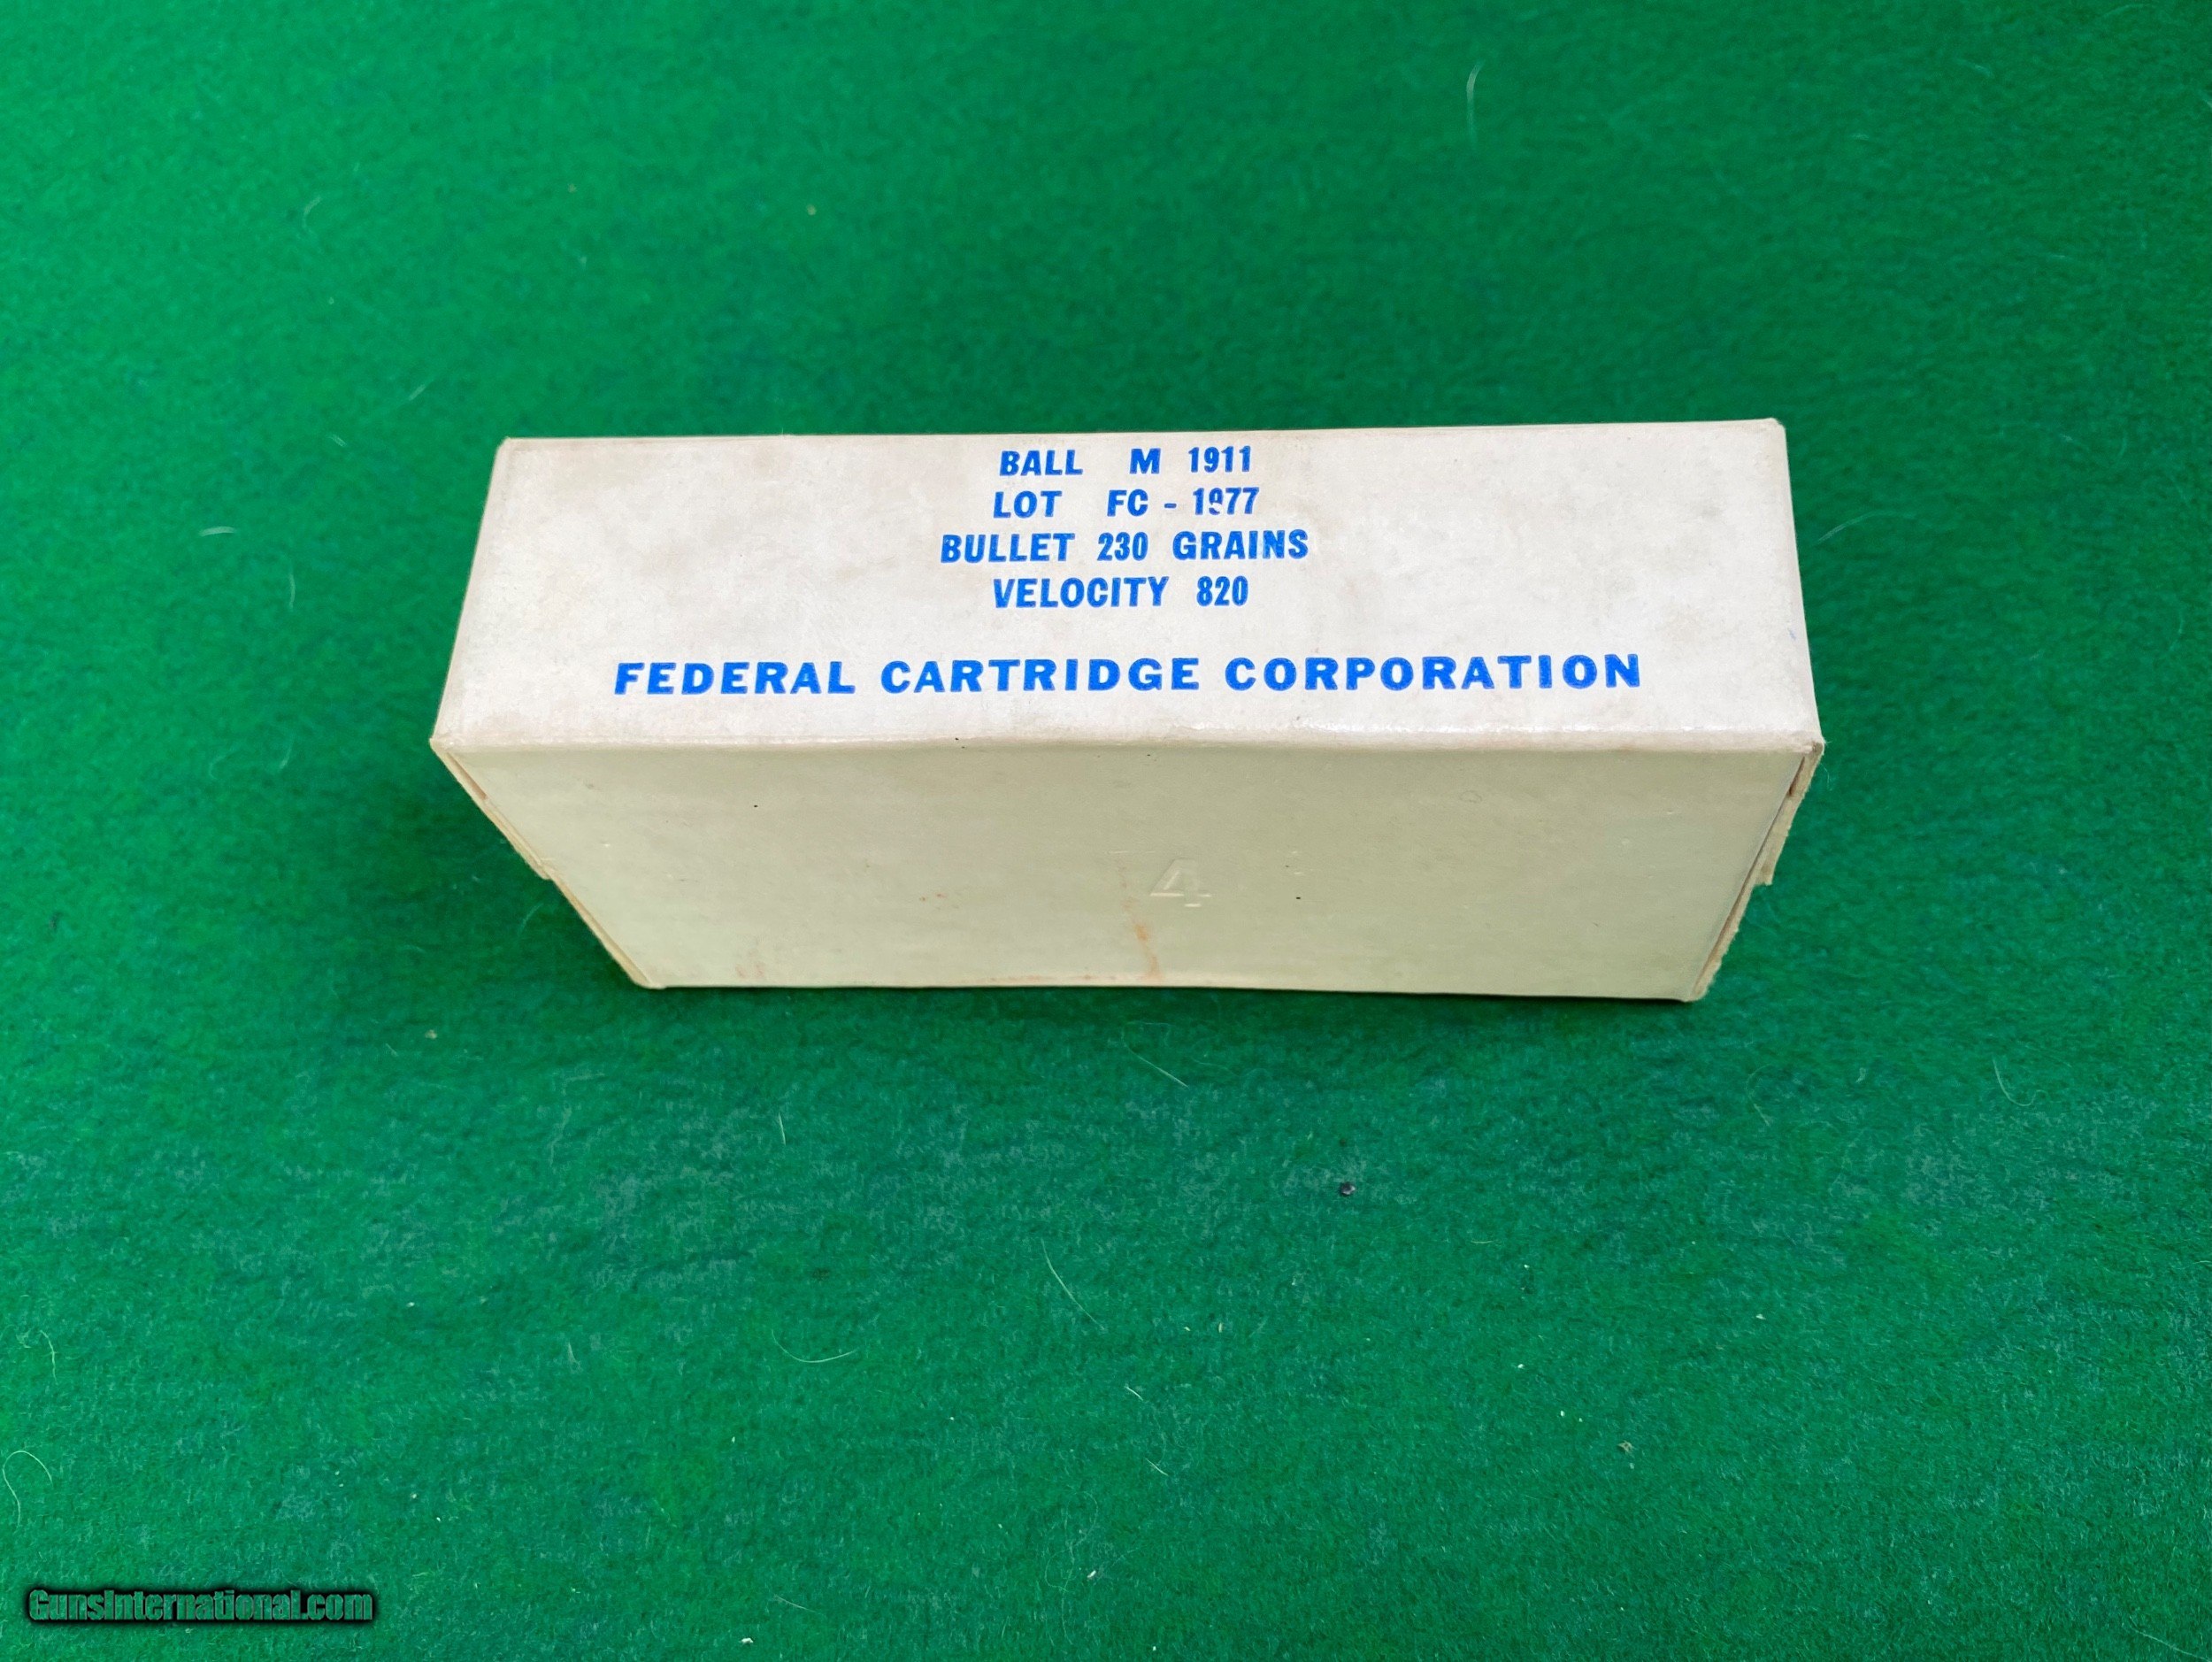 BALL M 1911
LOT FC - 1977
BULLET 230 GRAINS
VELOCITY 820
FEDERAL CARTRIDGE CORPORATION
4
GunsInternational.com